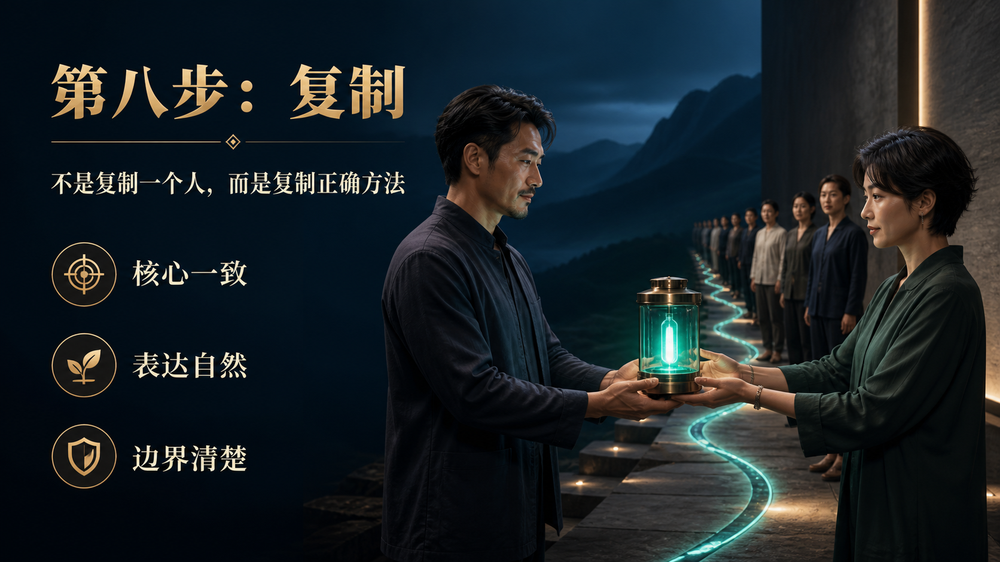 第八步：复制
不是复制一个人，而是复制正确方法
核心一致
表达自然
边界清楚